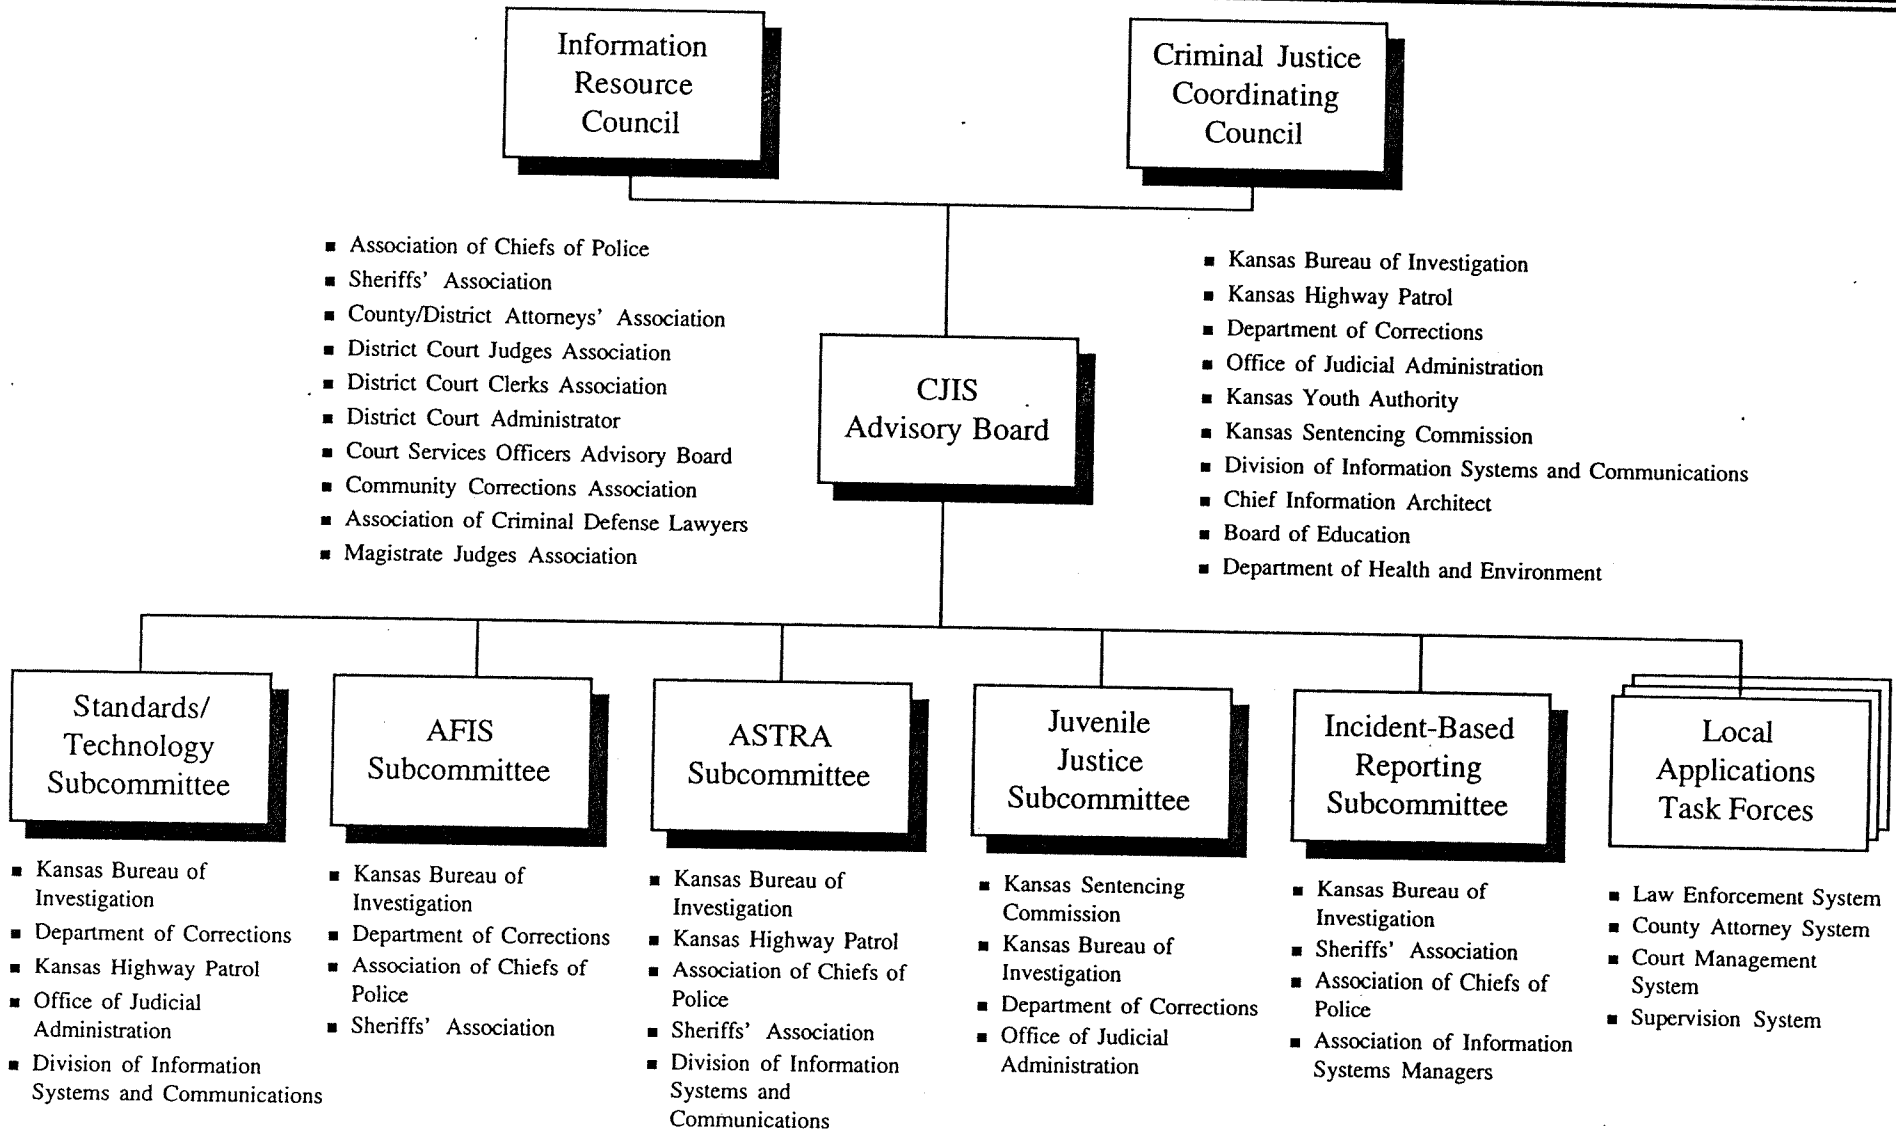 Information
Resource
Council
Criminal Justice
Coordinating
Council
■ Association of Chiefs of Police
■ Sheriffs' Association
■ County/District Attorneys' Association
■ District Court Judges Association
■ District Court Clerks Association
■ District Court Administrator
■ Court Services Officers Advisory Board
■ Community Corrections Association
■ Association of Criminal Defense Lawyers
■ Magistrate Judges Association
CJIS
Advisory Board
■ Kansas Bureau of Investigation
■ Kansas Highway Patrol
■ Department of Corrections
■ Office of Judicial Administration
■ Kansas Youth Authority
■ Kansas Sentencing Commission
■ Division of Information Systems and Communications
■ Chief Information Architect
■ Board of Education
■ Department of Health and Environment
Standards/
Technology
Subcommittee
■ Kansas Bureau of
Investigation
■ Department of Corrections
■ Kansas Highway Patrol
■ Office of Judicial
Administration
■ Division of Information
Systems and Communications
AFIS
Subcommittee
■ Kansas Bureau of
Investigation
■ Department of Corrections
■ Association of Chiefs of
Police
■ Sheriffs' Association
ASTRA
Subcommittee
■ Kansas Bureau of
Investigation
■ Kansas Highway Patrol
■ Association of Chiefs of
Police
■ Sheriffs' Association
■ Division of Information
Systems and
Communications
Juvenile
Justice
Subcommittee
■ Kansas Sentencing
Commission
■ Kansas Bureau of
Investigation
■ Department of Corrections
■ Office of Judicial
Administration
Incident-Based
Reporting
Subcommittee
■ Kansas Bureau of
Investigation
■ Sheriffs' Association
■ Association of Chiefs of
Police
■ Association of Information
Systems Managers
Local
Applications
Task Forces
■ Law Enforcement System
■ County Attorney System
■ Court Management
System
■ Supervision System